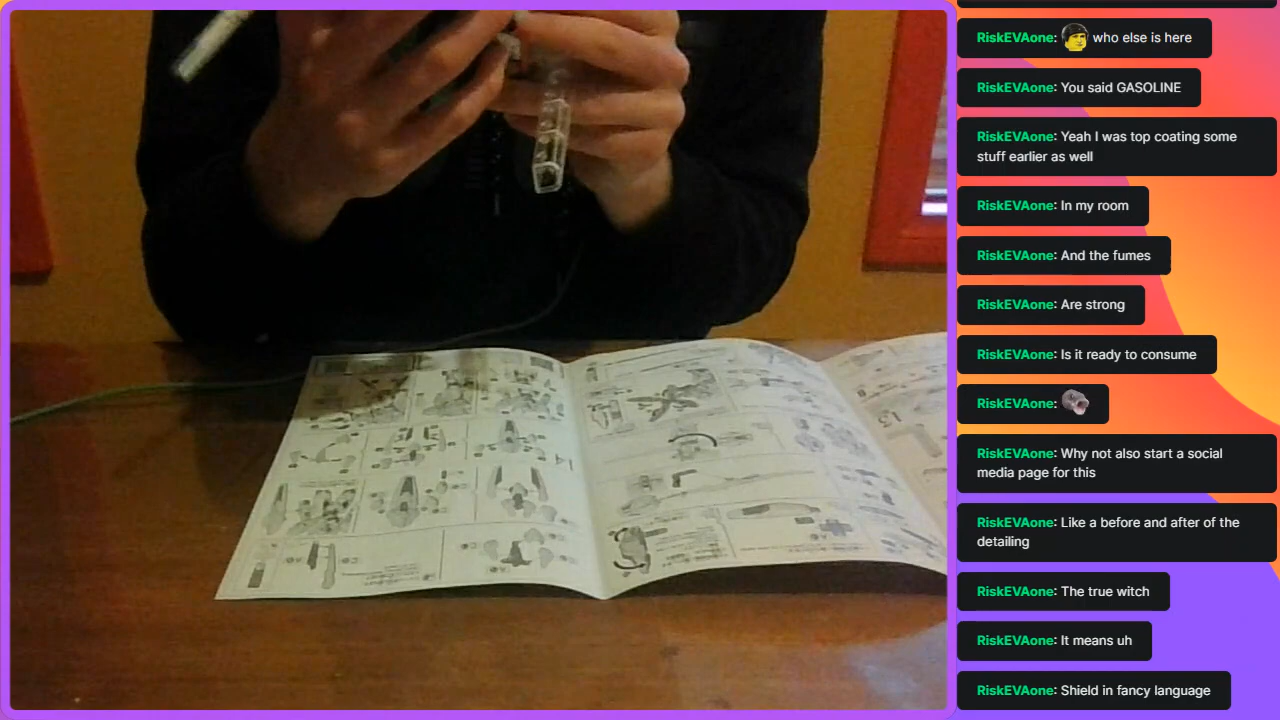 RiskEVAone: who else is here
RiskEVAone: You said GASOLINE
RiskEVAone: Yeah I was top coating some
stuff earlier as well
RiskEVAone: In my room
RiskEVAone: And the fumes
RiskEVAone: Are strong
RiskEVAone: Is it ready to consume
RiskEVAone:
RiskEVAone: Why not also start a social
media page for this
RiskEVAone: Like a before and after of the
detailing
RiskEVAone: The true witch
RiskEVAone: It means uh
RiskEVAone: Shield in fancy language